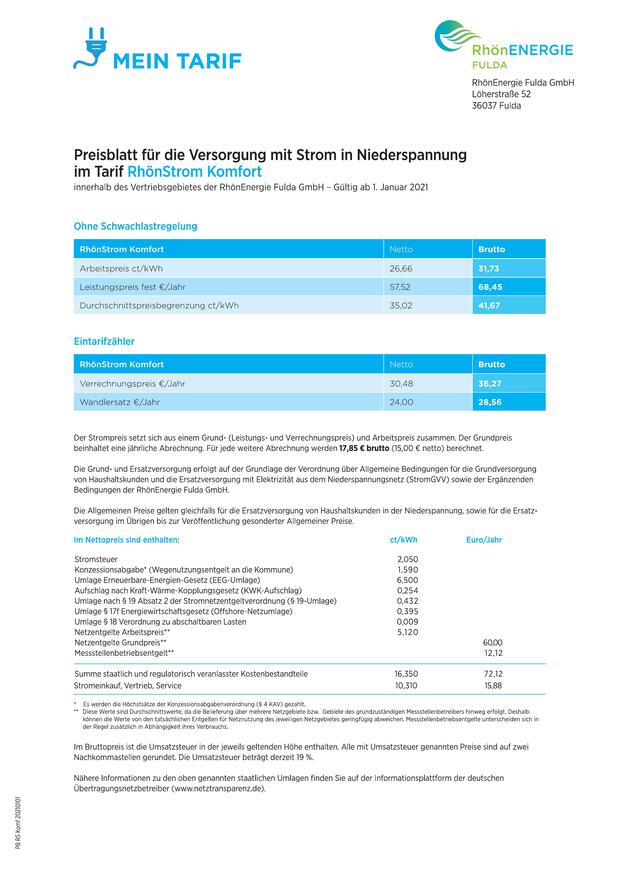 MEIN TARIF
RhönENERGIE
FULDA
RhönEnergie Fulda GmbH
Löherstraße 52
36037 Fulda
Preisblatt für die Versorgung mit Strom in Niederspannung
im Tarif RhönStrom Komfort
innerhalb des Vertriebsgebietes der RhönEnergie Fulda GmbH – Gültig ab 1. Januar 2021
Ohne Schwachlastregelung
RhönStrom Komfort Netto Brutto
Arbeitspreis ct/kWh 26,66 31,73
Leistungspreis fest €/Jahr 57,52 68,45
Durchschnittspreisbegrenzung ct/kWh 35,02 41,67
Eintarifzähler
RhönStrom Komfort Netto Brutto
Verrechnungspreis €/Jahr 30,48 36,27
Wandlersatz €/Jahr 24,00 28,56
Der Strompreis setzt sich aus einem Grund- (Leistungs- und Verrechnungspreis) und Arbeitspreis zusammen. Der Grundpreis
beinhaltet eine jährliche Abrechnung. Für jede weitere Abrechnung werden 17,85 € brutto (15,00 € netto) berechnet.
Die Grund- und Ersatzversorgung erfolgt auf der Grundlage der Verordnung über Allgemeine Bedingungen für die Grundversorgung
von Haushaltskunden und die Ersatzversorgung mit Elektrizität aus dem Niederspannungsnetz (StromGVV) sowie der Ergänzenden
Bedingungen der RhönEnergie Fulda GmbH.
Die Allgemeinen Preise gelten gleichfalls für die Ersatzversorgung von Haushaltskunden in der Niederspannung, sowie für die Ersatz-
versorgung im Übrigen bis zur Veröffentlichung gesonderter Allgemeiner Preise.
Im Nettopreis sind enthalten: ct/kWh Euro/Jahr
Stromsteuer 2,050
Konzessionsabgabe* (Wegenutzungsentgelt an die Kommune) 1,590
Umlage Erneuerbare-Energien-Gesetz (EEG-Umlage) 6,500
Aufschlag nach Kraft-Wärme-Kopplungsgesetz (KWK-Aufschlag) 0,254
Umlage nach § 19 Absatz 2 der Stromnetzentgeltverordnung (§ 19-Umlage) 0,432
Umlage § 17f Energiewirtschaftsgesetz (Offshore-Netzumlage) 0,395
Umlage § 18 Verordnung zu abschaltbaren Lasten 0,009
Netzentgelte Arbeitspreis** 5,120
Netzentgelte Grundpreis** 60,00
Messstellenbetriebsentgelt** 12,12
Summe staatlich und regulatorisch veranlasster Kostenbestandteile 16,350 72,12
Stromeinkauf, Vertrieb, Service 10,310 15,88
* Es werden die Höchstsätze der Konzessionsabgabenverordnung (§ 4 KAV) gezahlt.
** Diese Werte sind Durchschnittswerte, da die Belieferung über mehrere Netzgebiete bzw. Gebiete des grundzuständigen Messstellenbetreibers hinweg erfolgt. Deshalb
können die Werte von den tatsächlichen Entgelten für Netznutzung des jeweiligen Netzgebietes geringfügig abweichen. Messstellenbetriebsentgelte unterscheiden sich in
der Regel zusätzlich in Abhängigkeit ihres Verbrauchs.
Im Bruttopreis ist die Umsatzsteuer in der jeweils geltenden Höhe enthalten. Alle mit Umsatzsteuer genannten Preise sind auf zwei
Nachkommastellen gerundet. Die Umsatzsteuer beträgt derzeit 19 %.
Nähere Informationen zu den oben genannten staatlichen Umlagen finden Sie auf der Informationsplattform der deutschen
Übertragungsnetzbetreiber (www.netztransparenz.de).
PB RS Komf 20210101